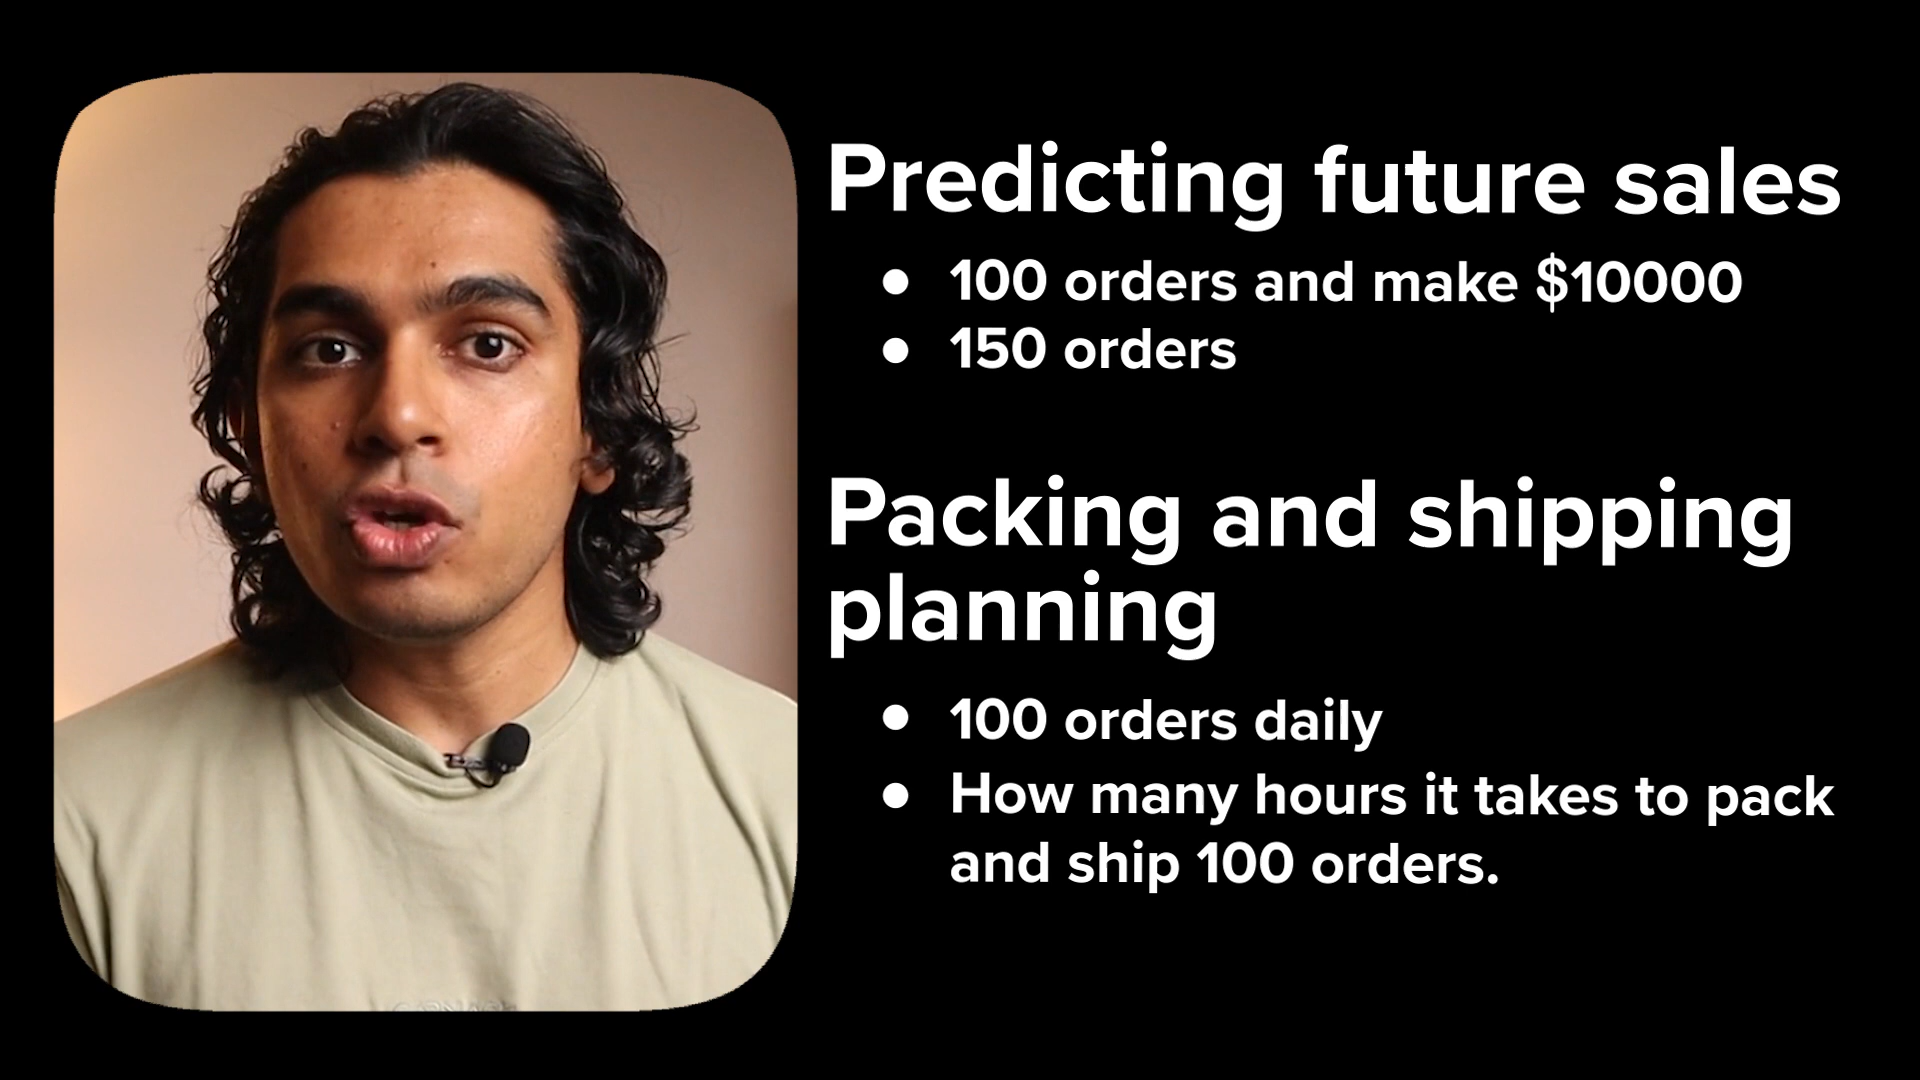 Predicting future sales
● 100 orders and make $10000
● 150 orders
Packing and shipping
planning
● 100 orders daily
● How many hours it takes to pack
and ship 100 orders.